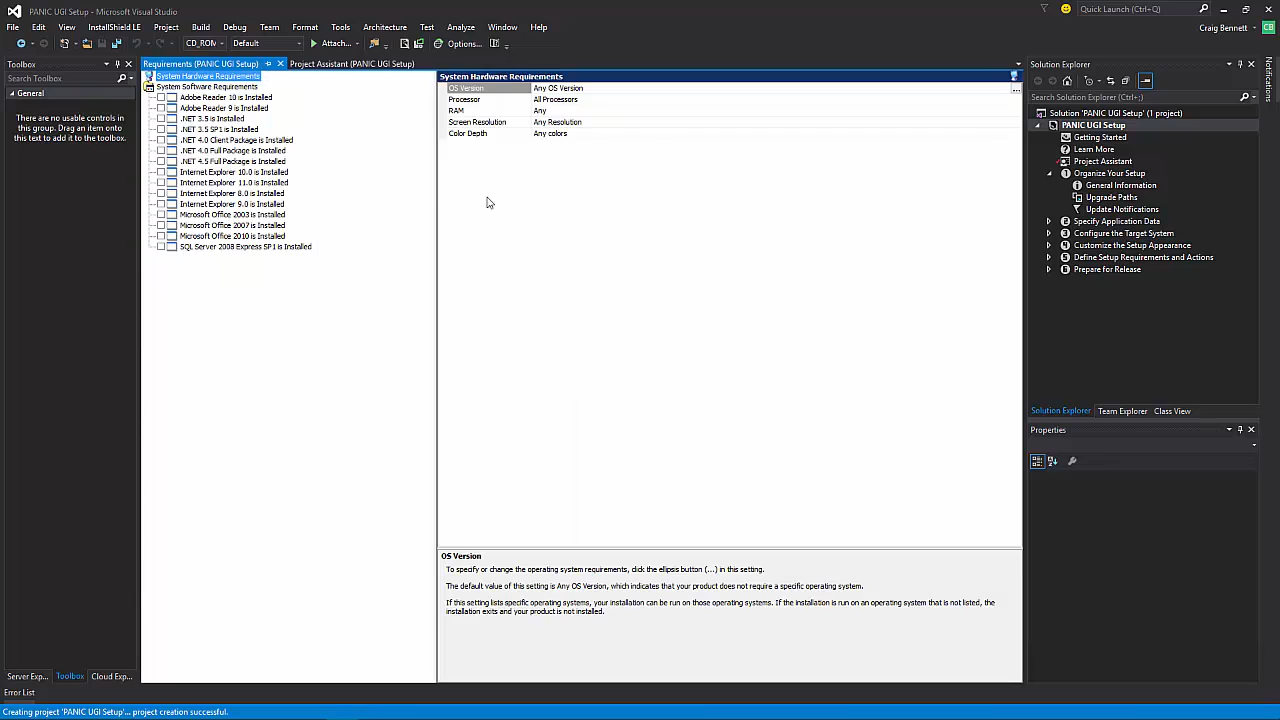 PANIC UGI Setup - Microsoft Visual Studio
Quick Launch (Ctrl+Q)
File Edit View InstallShield LE Project Build Debug Team Format Tools Architecture Test Analyze Window Help
Craig Bennett CB
CD_ROM Default Attach... Options...
Toolbox
Requirements (PANIC UGI Setup)
Project Assistant (PANIC UGI Setup)
Solution Explorer
Notifications
Search Toolbox
General
There are no usable controls in
this group. Drag an item onto
this text to add it to the toolbox.
System Hardware Requirements
System Software Requirements
Adobe Reader 10 is Installed
Adobe Reader 9 is Installed
.NET 3.5 is Installed
.NET 3.5 SP1 is Installed
.NET 4.0 Client Package is Installed
.NET 4.0 Full Package is Installed
.NET 4.5 Full Package is Installed
Internet Explorer 10.0 is Installed
Internet Explorer 11.0 is Installed
Internet Explorer 8.0 is Installed
Internet Explorer 9.0 is Installed
Microsoft Office 2003 is Installed
Microsoft Office 2007 is Installed
Microsoft Office 2010 is Installed
SQL Server 2008 Express SP1 is Installed
System Hardware Requirements
OS Version Any OS Version ...
Processor All Processors
RAM Any
Screen Resolution Any Resolution
Color Depth Any colors
OS Version
To specify or change the operating system requirements, click the ellipsis button (...) in this setting.
The default value of this setting is Any OS Version, which indicates that your product does not require a specific operating system.
If this setting lists specific operating systems, your installation can be run on those operating systems. If the installation is run on an operating system that is not listed, the
installation exits and your product is not installed.
Search Solution Explorer (Ctrl+;)
Solution 'PANIC UGI Setup' (1 project)
PANIC UGI Setup
Getting Started
Learn More
Project Assistant
1 Organize Your Setup
General Information
Upgrade Paths
Update Notifications
2 Specify Application Data
3 Configure the Target System
4 Customize the Setup Appearance
5 Define Setup Requirements and Actions
6 Prepare for Release
Solution Explorer Team Explorer Class View
Properties
Server Exp... Toolbox Cloud Exp...
Error List
Creating project 'PANIC UGI Setup'... project creation successful.